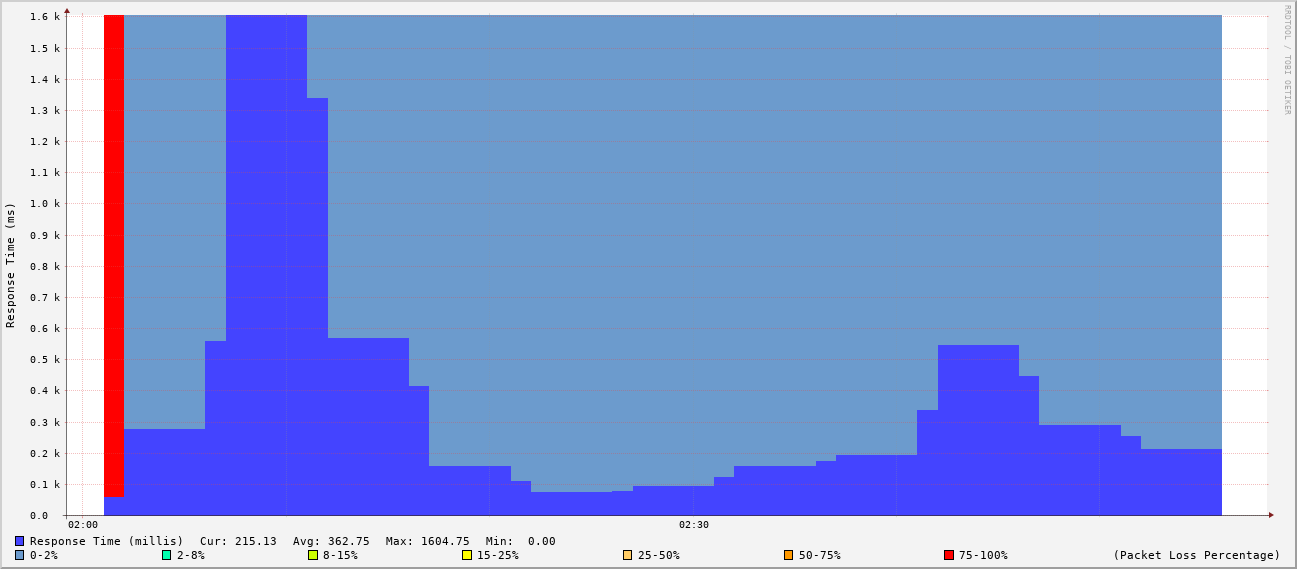 RRDTOOL / TOBI OETIKER
Response Time (ms)
1.6 k
1.5 k
1.4 k
1.3 k
1.2 k
1.1 k
1.0 k
0.9 k
0.8 k
0.7 k
0.6 k
0.5 k
0.4 k
0.3 k
0.2 k
0.1 k
0.0
02:00 02:30
Response Time (millis) Cur: 215.13 Avg: 362.75 Max: 1604.75 Min: 0.00
0-2% 2-8% 8-15% 15-25% 25-50% 50-75% 75-100% (Packet Loss Percentage)